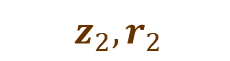 z₂, r₂